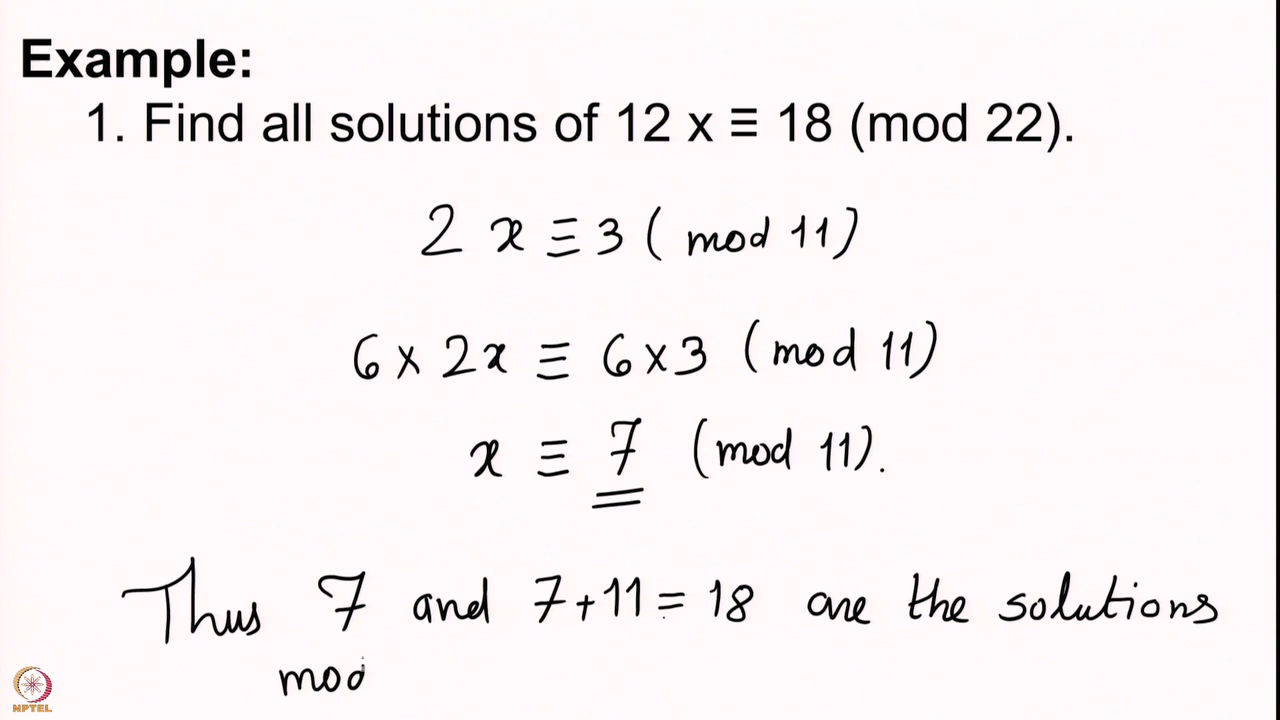 Example:
1. Find all solutions of 12 x ≡ 18 (mod 22).
2 x ≡ 3 ( mod 11)
6 x 2x ≡ 6 x 3 (mod 11)
x ≡ 7 (mod 11).
Thus 7 and 7+11 = 18 are the solutions
mod
NPTEL